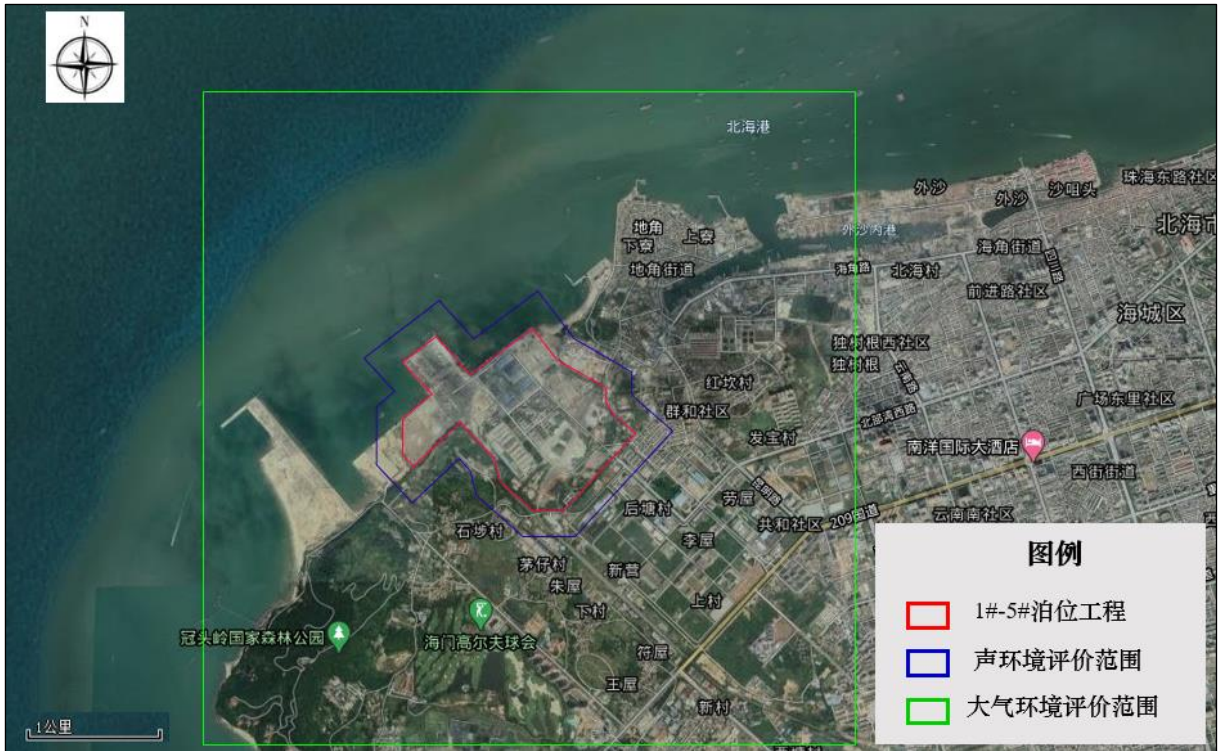 N
北海港
外沙
沙咀头
珠海东路社区
外沙
地角
下寮
上寮
外沙内港
北海市
海角街道
地角街道
海角路
北海村
四川路
前进路社区
海城区
独树根西社区
独树根
云南路
红坎村
群和社区
广场东里社区
北部湾西路
发宝村
南洋国际大酒店
西街街道
昆明路
劳屋
后塘村
共和社区
209国道
云南南社区
石埗村
李屋
茅仔村
新营
朱屋
下村
上村
冠头岭国家森林公园
海门高尔夫球会
符屋
王屋
新村
图例
1#-5#泊位工程
声环境评价范围
大气环境评价范围
1公里